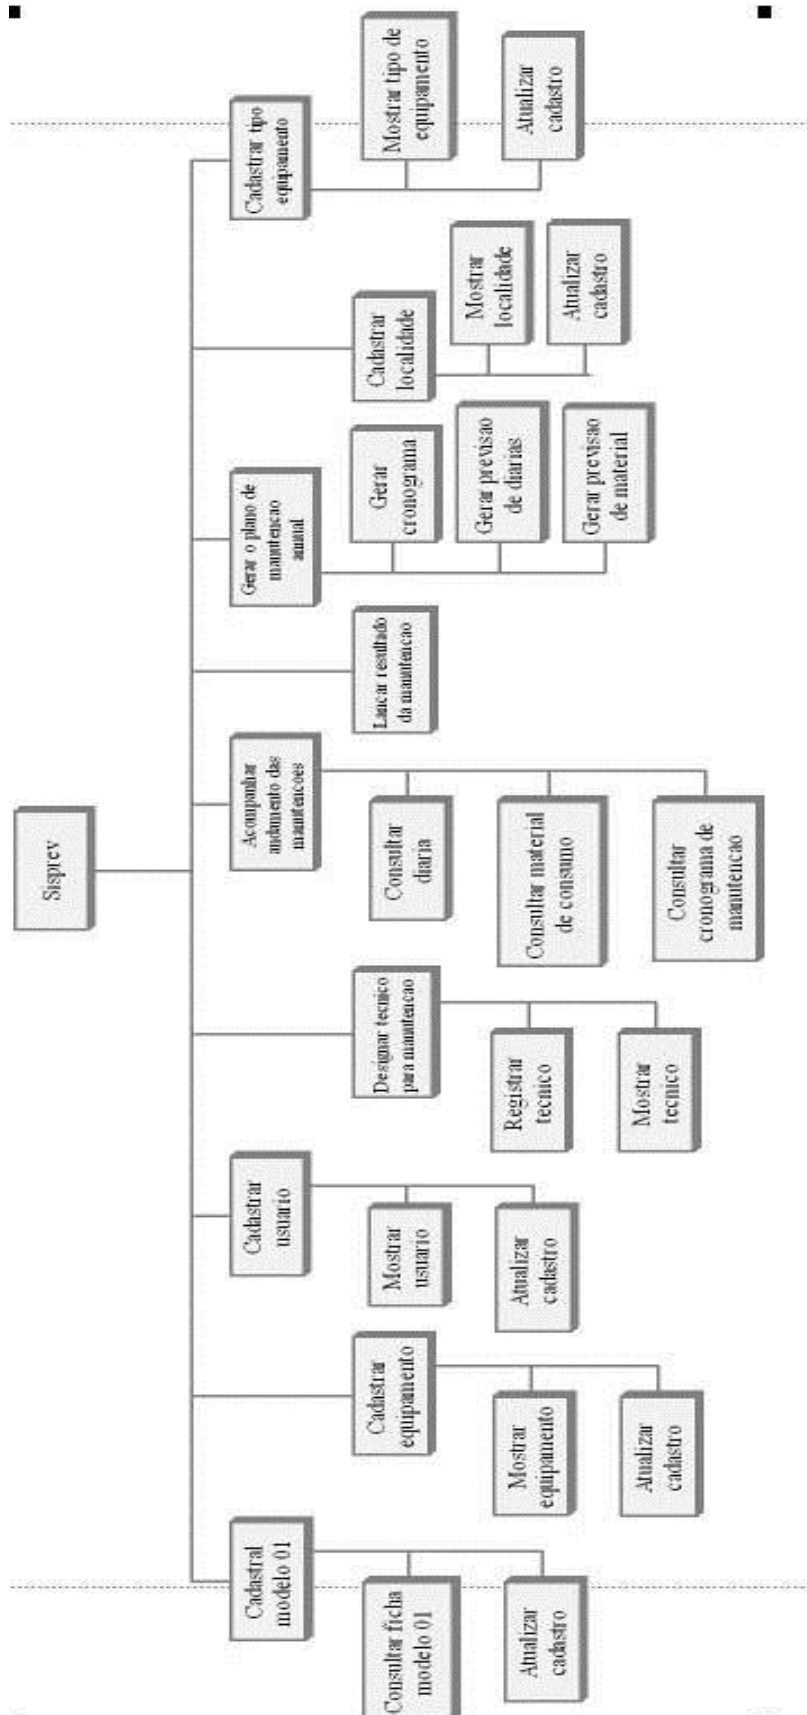 Sisprev
Cadastral
modelo 01
Consultar ficha
modelo 01
Atualizar
cadastro
Cadastrar
equipamento
Mostrar
equipamento
Atualizar
cadastro
Cadastrar
usuario
Mostrar
usuario
Atualizar
cadastro
Designar tecnico
para manutencao
Registrar
tecnico
Mostrar
tecnico
Acompanhar
andamento das
manutencoes
Consultar
diaria
Consultar material
de consumo
Consultar
cronograma de
manutencao
Lancar resultado
da manutencao
Gerar o plano de
manutencao
anual
Gerar
cronograma
Gerar previsao
de diarias
Gerar previsao
de material
Cadastrar
localidade
Mostrar
localidade
Atualizar
cadastro
Cadastrar tipo
equipamento
Mostrar tipo de
equipamento
Atualizar
cadastro